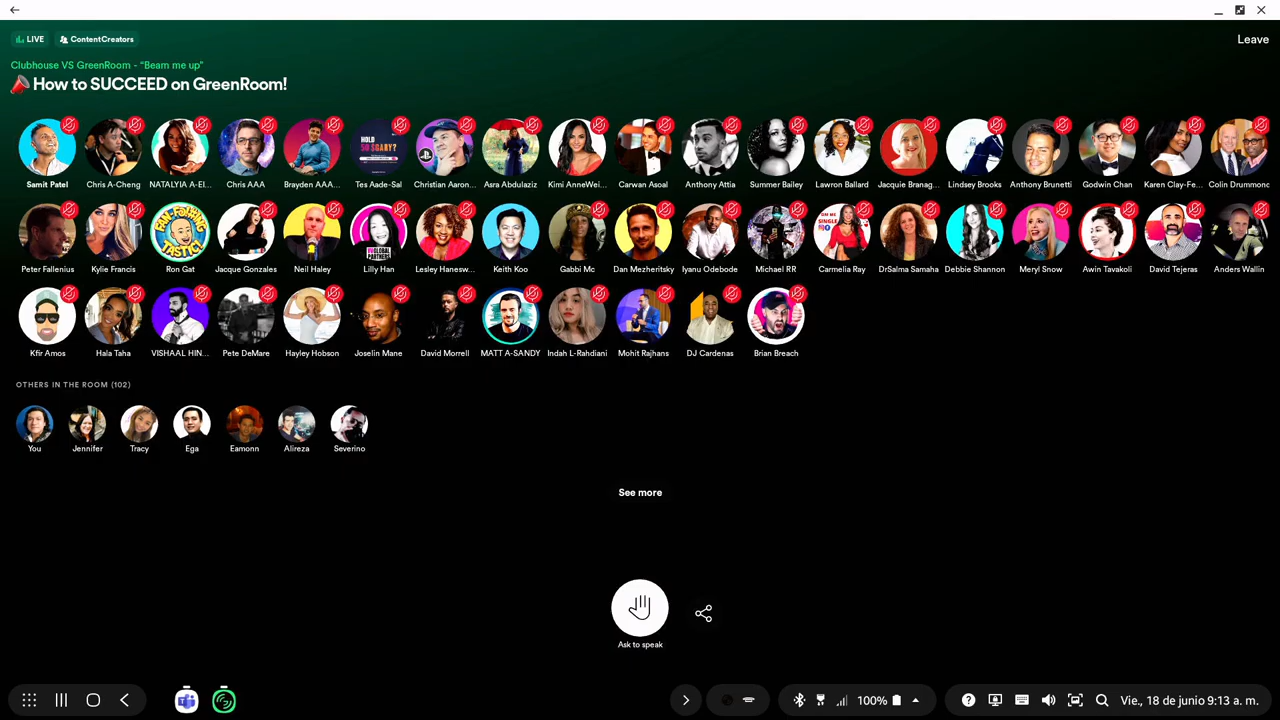 LIVE ContentCreators Leave
Clubhouse VS GreenRoom - “Beam me up”
How to SUCCEED on GreenRoom!
Samit Patel Chris A-Cheng NATALYIA A-El... Chris AAA Brayden AAA... Tes Aade-Sal Christian Aaron... Asra Abdulaziz Kimi AnneWei... Carwan Asoal Anthony Attia Summer Bailey Lawron Ballard Jacquie Branag... Lindsey Brooks Anthony Brunetti Godwin Chan Karen Clay-Fe... Colin Drummonc
Peter Fallenius Kylie Francis Ron Gat Jacque Gonzales Neil Haley Lilly Han Lesley Hanesw... Keith Koo Gabbi Mc Dan Mezheritsky Iyanu Odebode Michael RR Carmelia Ray DrSalma Samaha Debbie Shannon Meryl Snow Awin Tavakoli David Tejeras Anders Wallin
Kfir Amos Hala Taha VISHAAL HIN... Pete DeMare Hayley Hobson Joselin Mane David Morrell MATT A-SANDY Indah L-Rahdiani Mohit Rajhans DJ Cardenas Brian Breach
OTHERS IN THE ROOM (102)
You Jennifer Tracy Ega Eamonn Alireza Severino
See more
Ask to speak
100% Vie., 18 de junio 9:13 a. m.